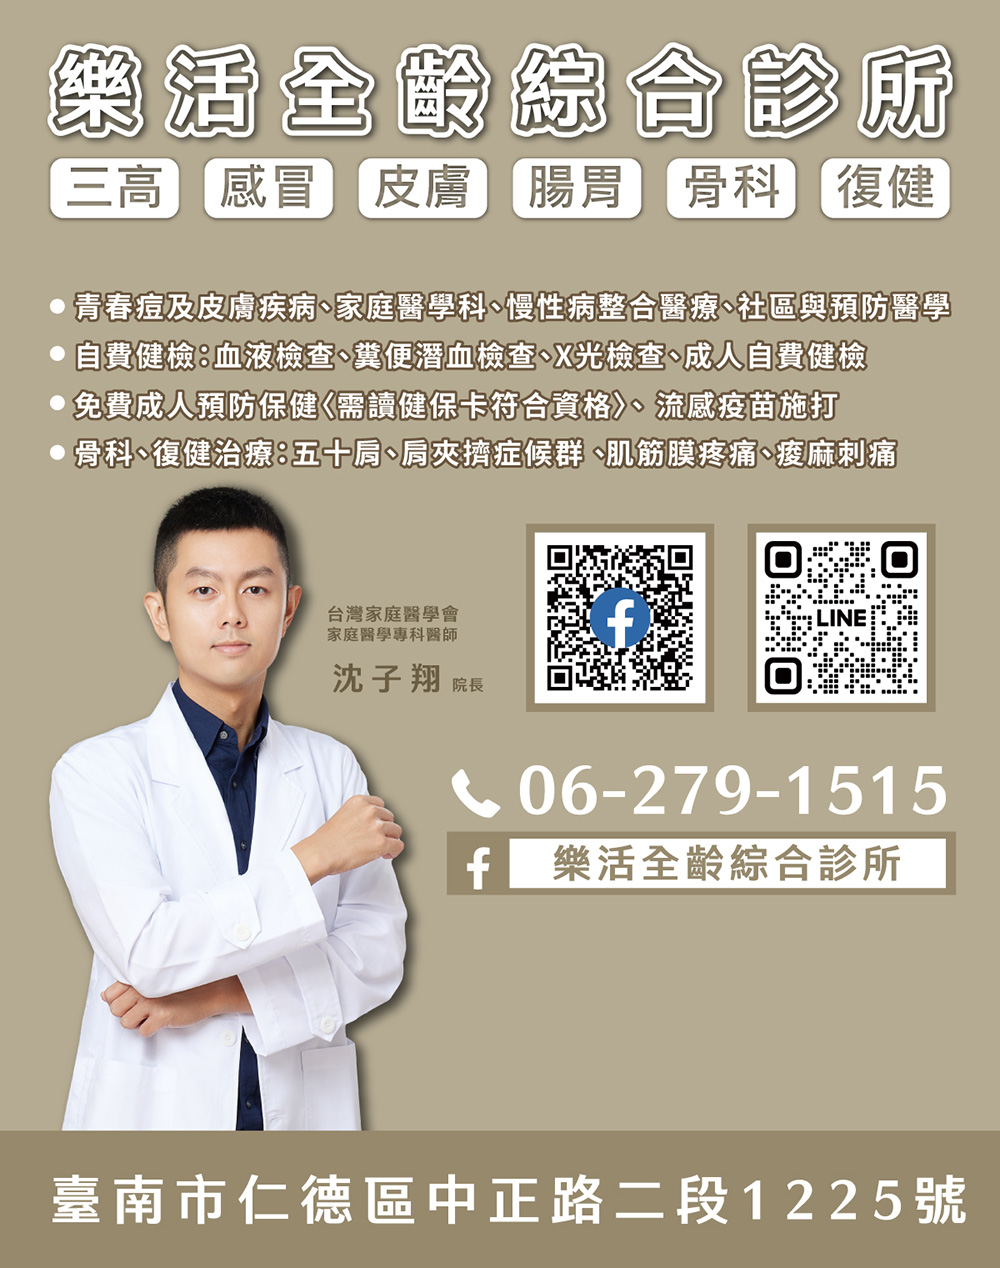 樂活全齡綜合診所
三高 感冒 皮膚 腸胃 骨科 復健
●青春痘及皮膚疾病、家庭醫學科、慢性病整合醫療、社區與預防醫學
●自費健檢:血液檢查、糞便潛血檢查、X光檢查、成人自費健檢
●免費成人預防保健〈需讀健保卡符合資格〉、流感疫苗施打
●骨科、復健治療:五十肩、肩夾擠症候群、肌筋膜疼痛、痠麻刺痛
台灣家庭醫學會
家庭醫學專科醫師
沈子翔 院長
LINE
06-279-1515
樂活全齡綜合診所
臺南市仁德區中正路二段1225號